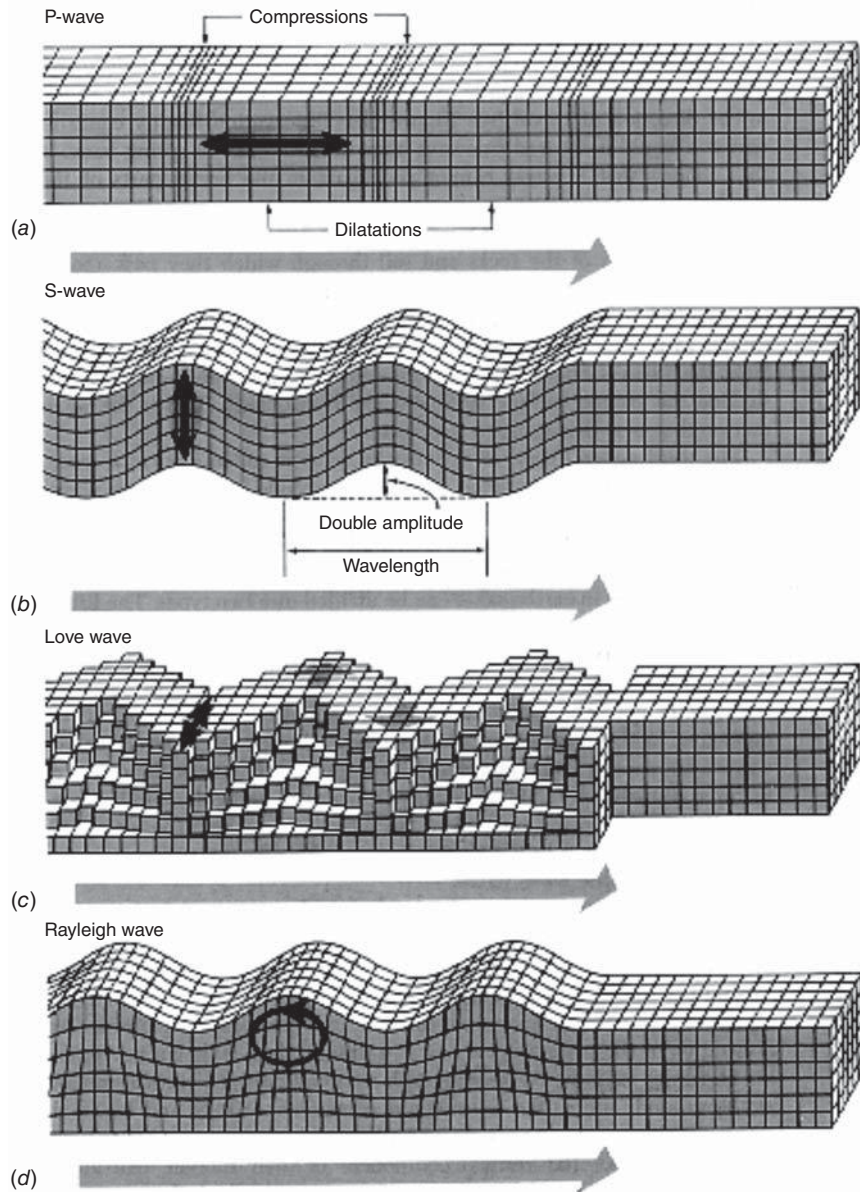 P-wave
Compressions
Dilatations
(a)
S-wave
Double amplitude
Wavelength
(b)
Love wave
(c)
Rayleigh wave
(d)